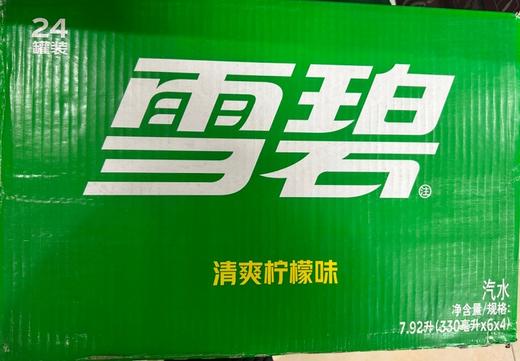 24
罐装
雪碧
注
清爽柠檬味
汽水
净含量/规格:
7.92升(330毫升x6x4)